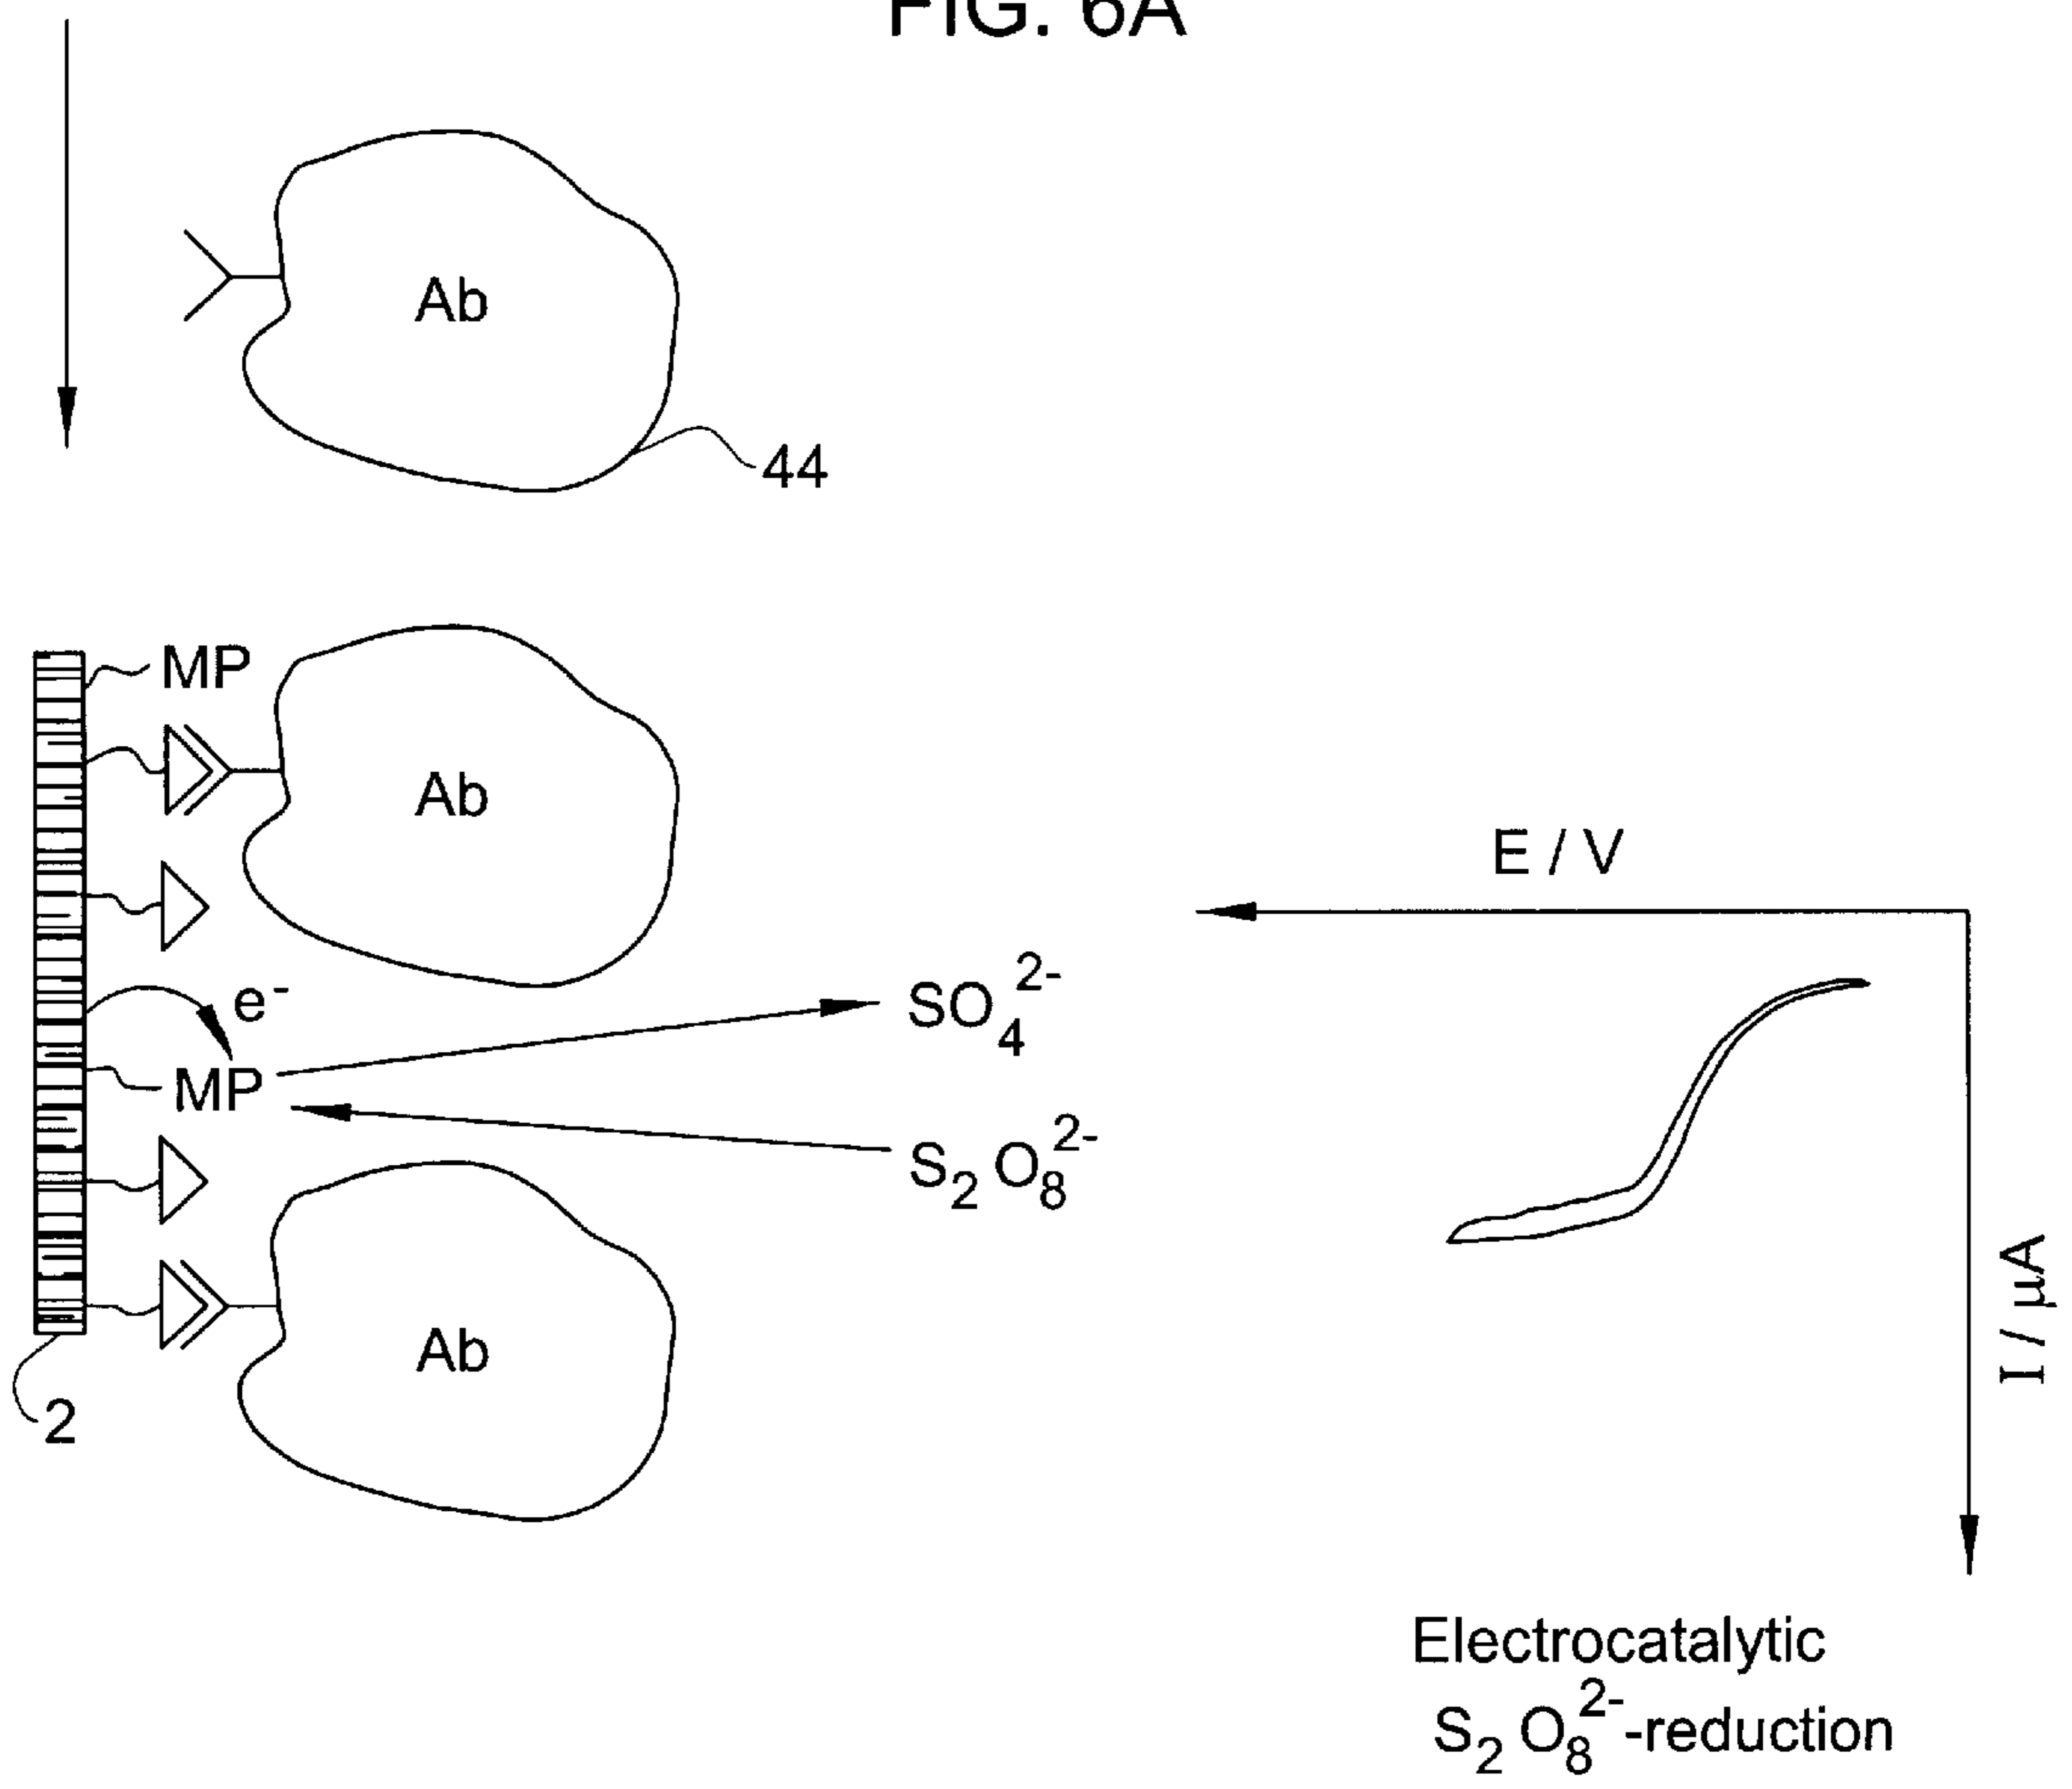 FIG. 6A
Ab
44
MP
Ab
E / V
e⁻
SO₄²⁻
MP
S₂O₈²⁻
Ab
2
I / µA
Electrocatalytic
S₂O₈²⁻-reduction